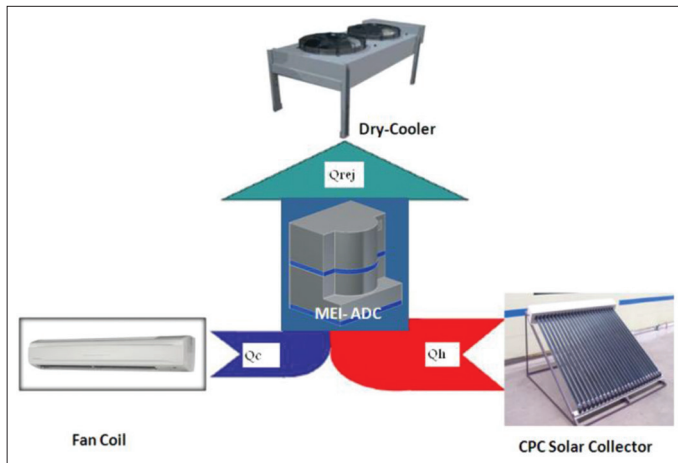 Dry-Cooler
Qrej
MEI- ADC
Qc
Qh
Fan Coil
CPC Solar Collector